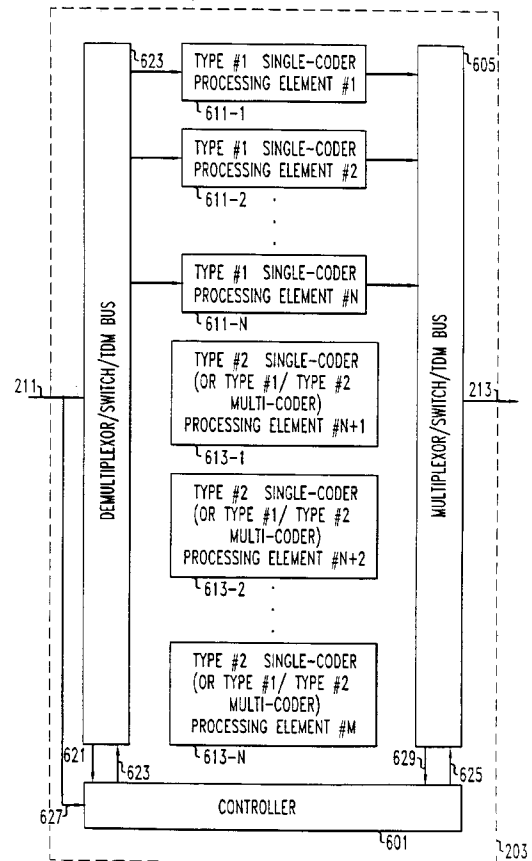 623
605
TYPE #1 SINGLE-CODER
PROCESSING ELEMENT #1
611-1
TYPE #1 SINGLE-CODER
PROCESSING ELEMENT #2
611-2
TYPE #1 SINGLE-CODER
PROCESSING ELEMENT #N
611-N
211
DEMULTIPLEXOR/SWITCH/TDM BUS
TYPE #2 SINGLE-CODER
(OR TYPE #1/ TYPE #2
MULTI-CODER)
PROCESSING ELEMENT #N+1
613-1
MULTIPLEXOR/SWITCH/TDM BUS
213
TYPE #2 SINGLE-CODER
(OR TYPE #1/ TYPE #2
MULTI-CODER)
PROCESSING ELEMENT #N+2
613-2
TYPE #2 SINGLE-CODER
(OR TYPE #1/ TYPE #2
MULTI-CODER)
PROCESSING ELEMENT #M
613-N
621
623
629
625
627
CONTROLLER
601
203